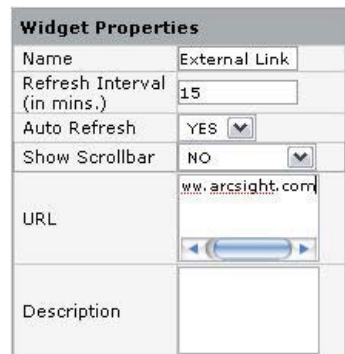 Widget Properties
Name External Link
Refresh Interval
(in mins.) 15
Auto Refresh YES
Show Scrollbar NO
URL ww.arcsight.com
Description